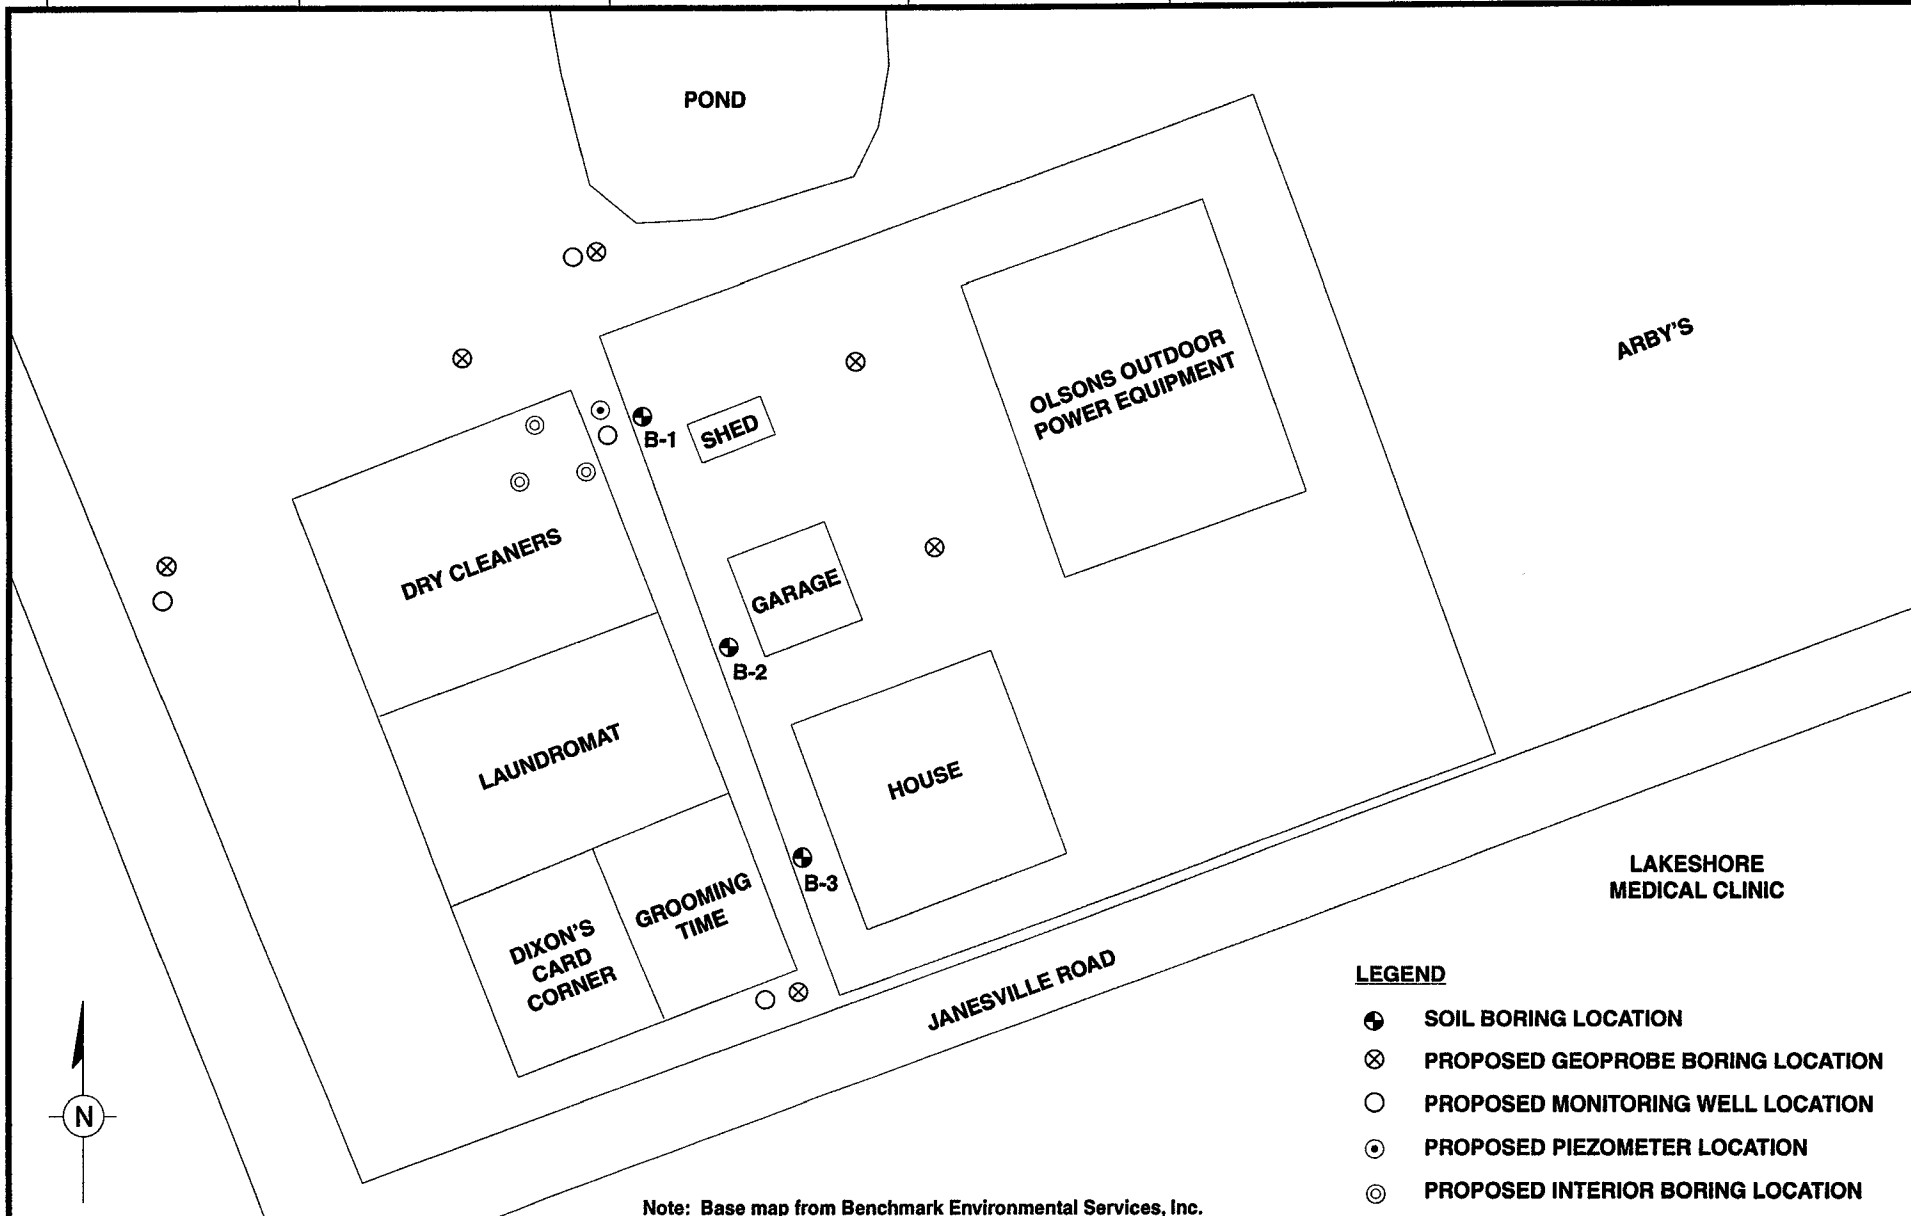 POND
ARBY'S
OLSONS OUTDOOR
POWER EQUIPMENT
B-1
SHED
DRY CLEANERS
GARAGE
B-2
LAUNDROMAT
HOUSE
B-3
GROOMING
TIME
DIXON'S
CARD
CORNER
LAKESHORE
MEDICAL CLINIC
JANESVILLE ROAD
N
LEGEND
SOIL BORING LOCATION
PROPOSED GEOPROBE BORING LOCATION
PROPOSED MONITORING WELL LOCATION
PROPOSED PIEZOMETER LOCATION
PROPOSED INTERIOR BORING LOCATION
Note: Base map from Benchmark Environmental Services, Inc.